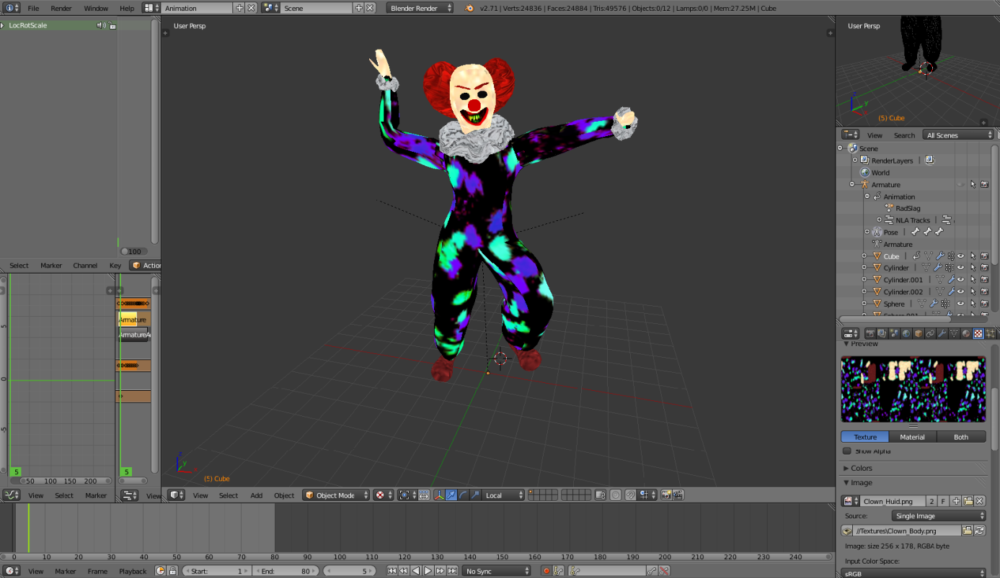 File Render Window Help Animation Scene Blender Render v2.71 | Verts:24836 | Faces:24884 | Tris:49576 | Objects:0/12 | Lamps:0/0 | Mem:27.25M | Cube
LocRotScale
100
Select Marker Channel Key Action
5
0
-5
Armature
ArmatureA
5
50 100 150 200
5
View Select Marker
View
User Persp
(5) Cube
View Select Add Object Object Mode Local
User Persp
(5) Cube
View Search All Scenes
Scene
RenderLayers
World
Armature
Animation
RadSlag
NLA Tracks
Pose
Armature
Cube
Cylinder
Cylinder.001
Cylinder.002
Sphere
Sphere.001
Preview
Texture Material Both
Show Alpha
Colors
Image
Clown_Huid.png 2 F
Source: Single Image
//Textures\Clown_Body.png
Image: size 256 x 178, RGBA byte
Input Color Space:
sRGB
0 10 20 30 40 50 60 70 80 90 100 110 120 130 140 150 160 170 180 190 200 210 220 230 240
View Marker Frame Playback Start: 1 End: 80 5 No Sync